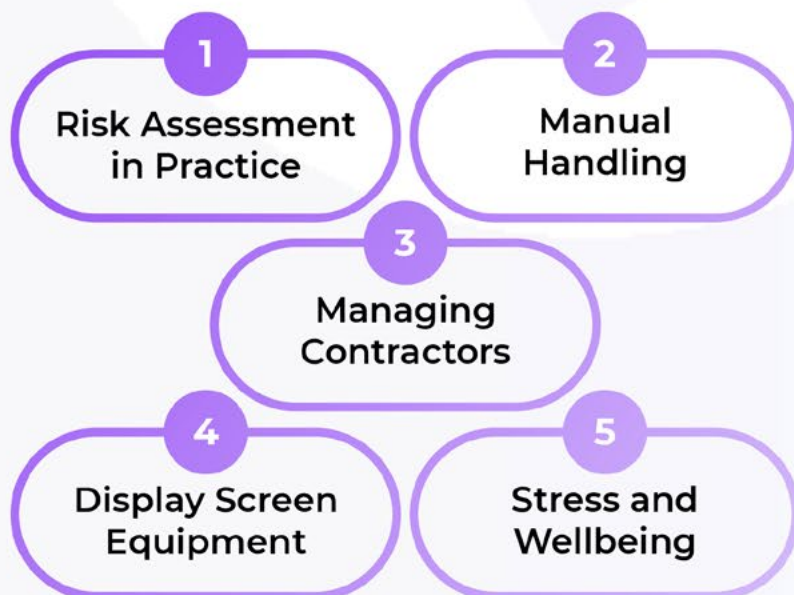 1
Risk Assessment
in Practice
2
Manual
Handling
3
Managing
Contractors
4
Display Screen
Equipment
5
Stress and
Wellbeing